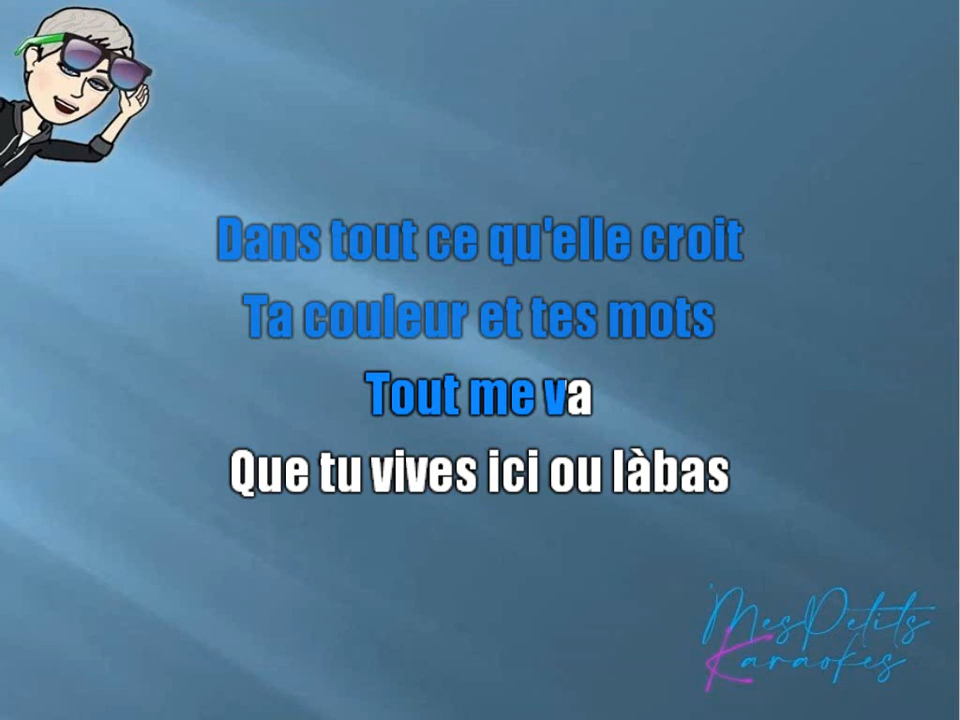 Dans tout ce qu'elle croit
Ta couleur et tes mots
Tout me va
Que tu vives ici ou làbas
MesPetits
Karaokes